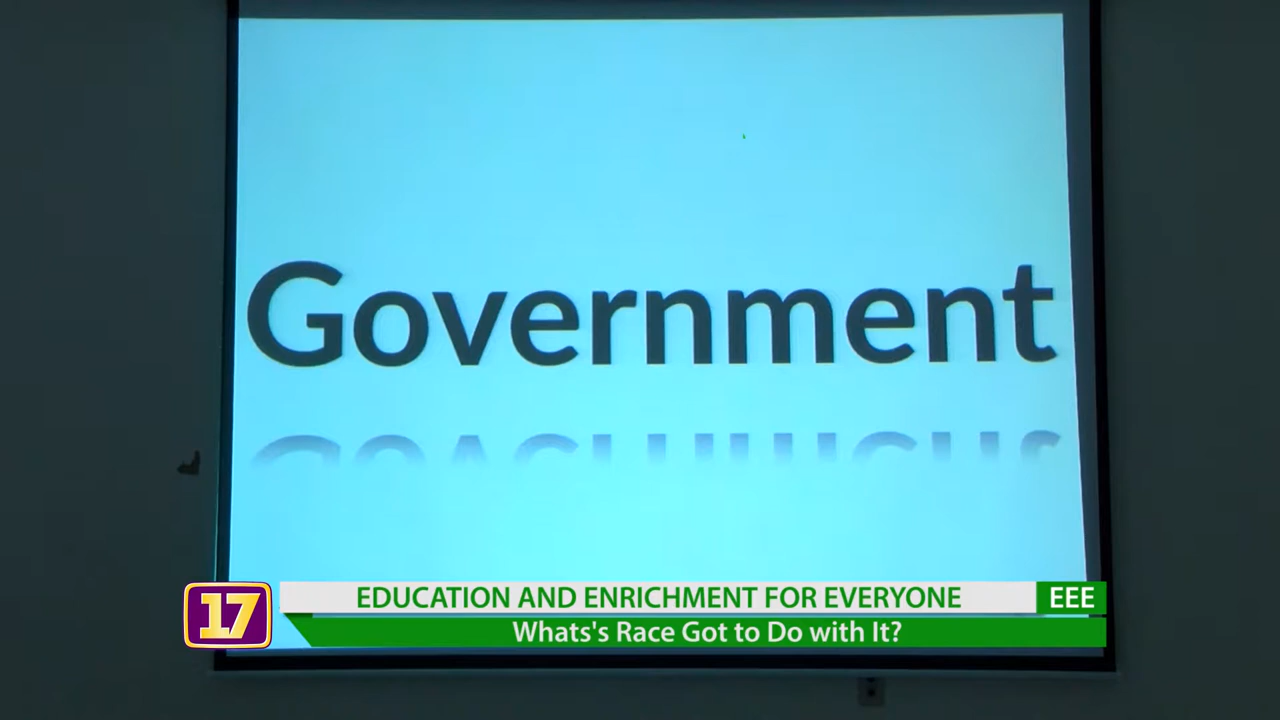 Government
17
EDUCATION AND ENRICHMENT FOR EVERYONE
EEE
Whats's Race Got to Do with It?